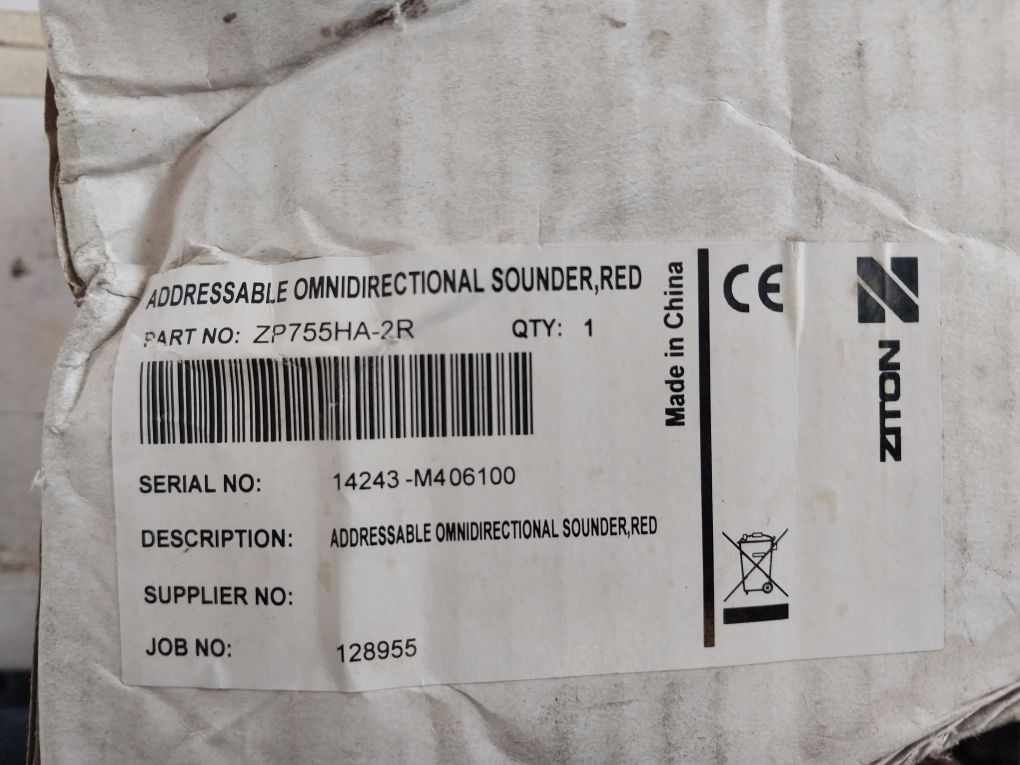 ADDRESSABLE OMNIDIRECTIONAL SOUNDER,RED
PART NO: ZP755HA-2R QTY: 1
SERIAL NO: 14243-M406100
DESCRIPTION: ADDRESSABLE OMNIDIRECTIONAL SOUNDER,RED
SUPPLIER NO:
JOB NO: 128955
Made in China
CE
ZITON